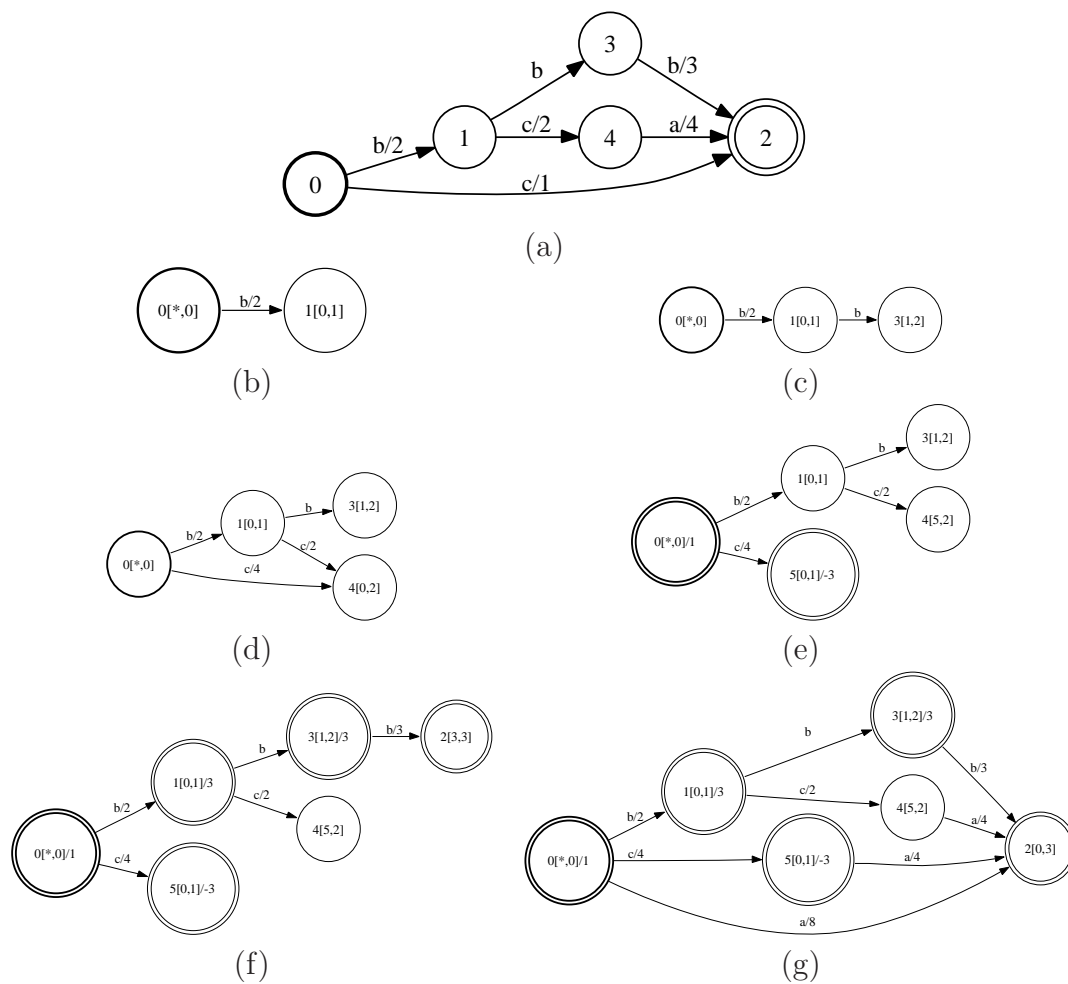 3
b
b/3
b/2
1
c/2
4
a/4
2
0
c/1
(a)
0[*,0]
b/2
1[0,1]
(b)
0[*,0]
b/2
1[0,1]
b
3[1,2]
(c)
0[*,0]
b/2
1[0,1]
b
3[1,2]
c/2
c/4
4[0,2]
(d)
0[*,0]/1
b/2
1[0,1]
b
3[1,2]
c/2
4[5,2]
c/4
5[0,1]/-3
(e)
0[*,0]/1
b/2
1[0,1]/3
b
3[1,2]/3
b/3
2[3,3]
c/2
4[5,2]
c/4
5[0,1]/-3
(f)
0[*,0]/1
b/2
1[0,1]/3
b
3[1,2]/3
b/3
c/2
4[5,2]
a/4
c/4
5[0,1]/-3
a/4
2[0,3]
a/8
(g)